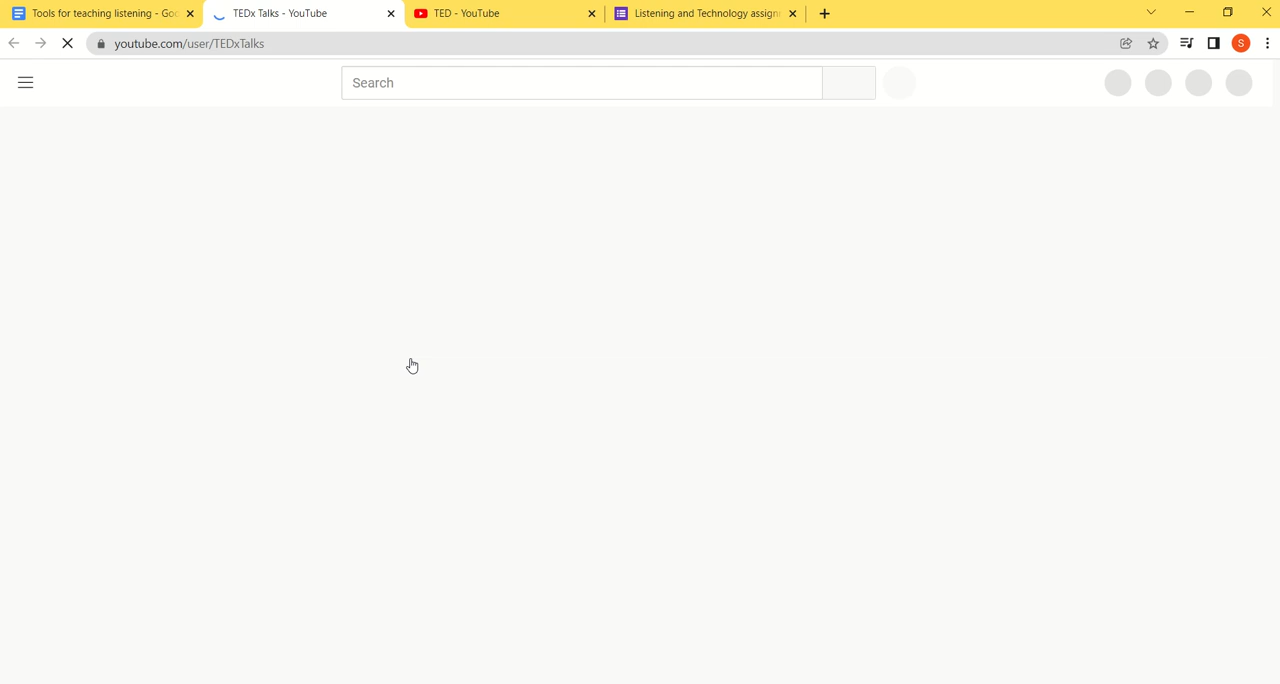 Tools for teaching listening - Goo
TEDx Talks - YouTube
TED - YouTube
Listening and Technology assign
youtube.com/user/TEDxTalks
S
Search